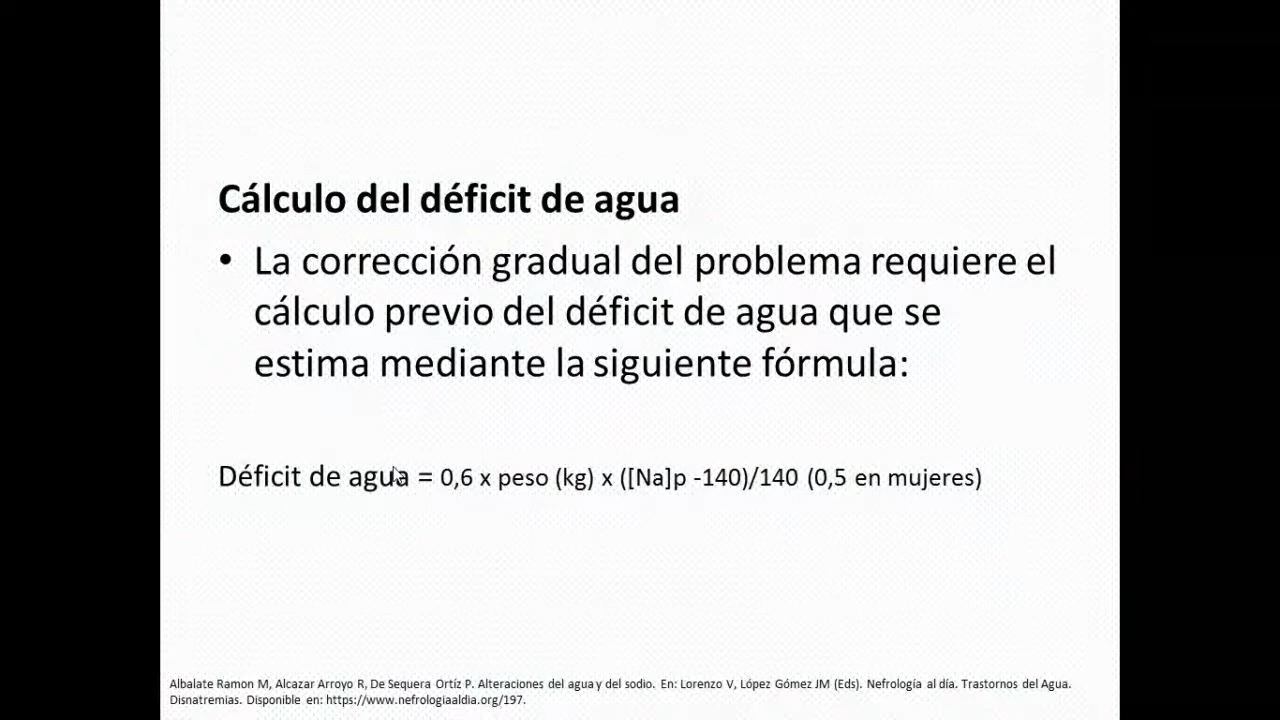 Cálculo del déficit de agua
• La corrección gradual del problema requiere el
cálculo previo del déficit de agua que se
estima mediante la siguiente fórmula:
Déficit de agua = 0,6 x peso (kg) x ([Na]p -140)/140 (0,5 en mujeres)
Albalate Ramon M, Alcazar Arroyo R, De Sequera Ortíz P. Alteraciones del agua y del sodio. En: Lorenzo V, López Gómez JM (Eds). Nefrología al día. Trastornos del Agua.
Disnatremias. Disponible en: https://www.nefrologiaaldia.org/197.